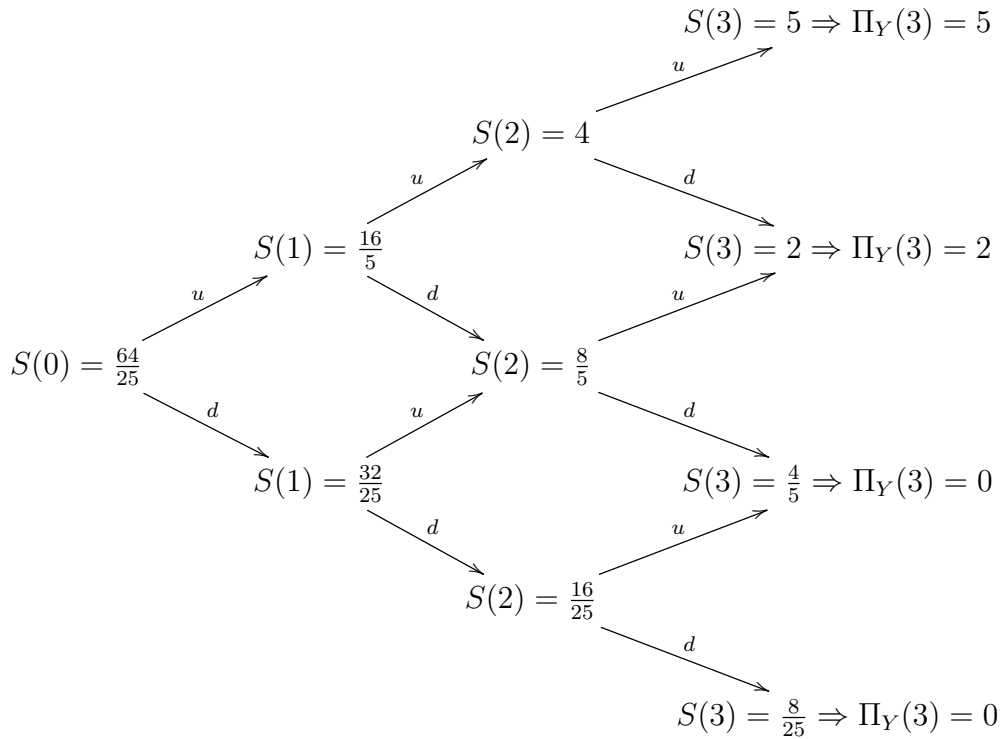 S(3) = 5 ⇒ Π_Y(3) = 5
u
S(2) = 4
u
d
S(1) = 16/5
S(3) = 2 ⇒ Π_Y(3) = 2
u
d
u
S(0) = 64/25
S(2) = 8/5
d
u
d
S(1) = 32/25
S(3) = 4/5 ⇒ Π_Y(3) = 0
d
u
S(2) = 16/25
d
S(3) = 8/25 ⇒ Π_Y(3) = 0